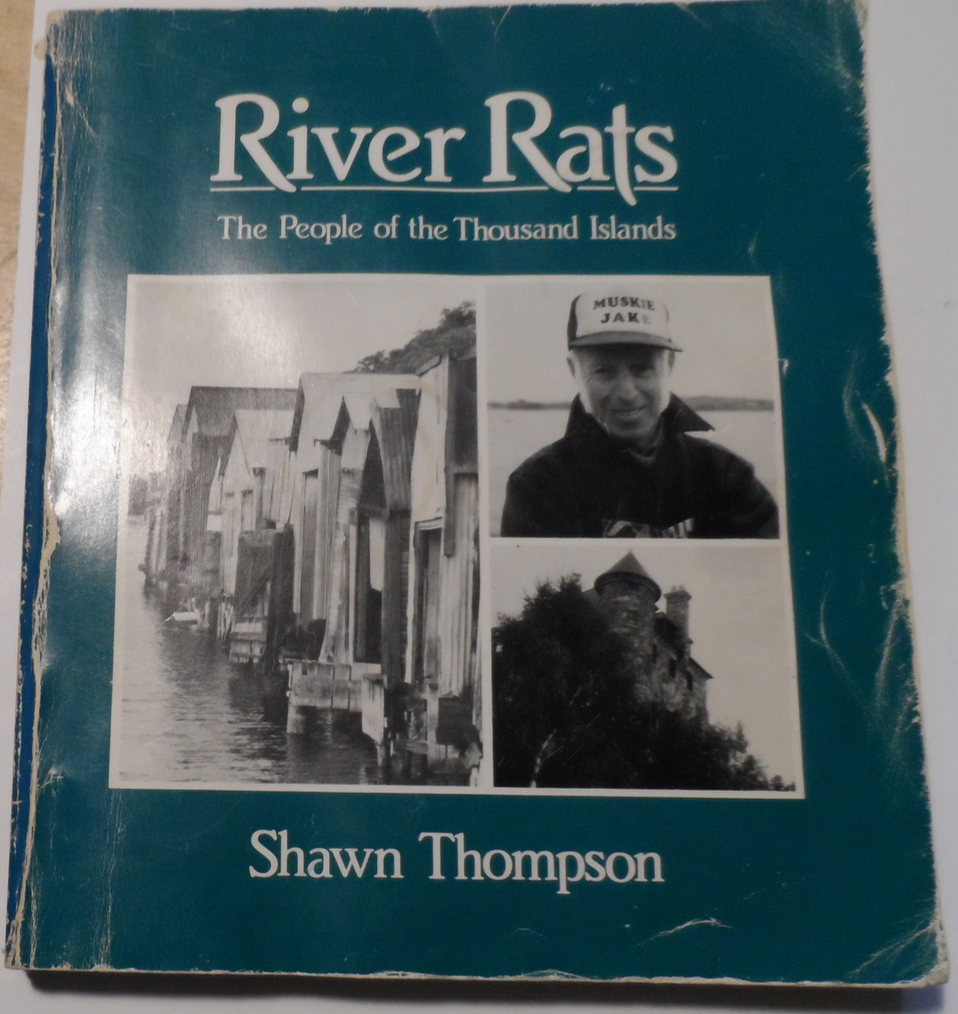 River Rats
The People of the Thousand Islands
MUSKIE
JAKE
Shawn Thompson